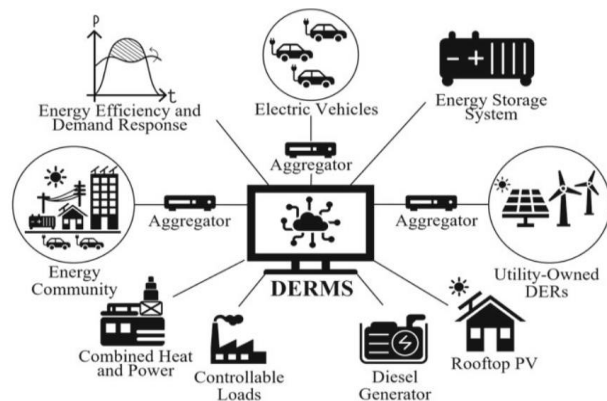 P
t
Energy Efficiency and
Demand Response
Electric Vehicles
Energy Storage
System
Aggregator
Aggregator
Aggregator
Energy
Community
Utility-Owned
DERs
DERMS
Combined Heat
and Power
Controllable
Loads
Diesel
Generator
Rooftop PV